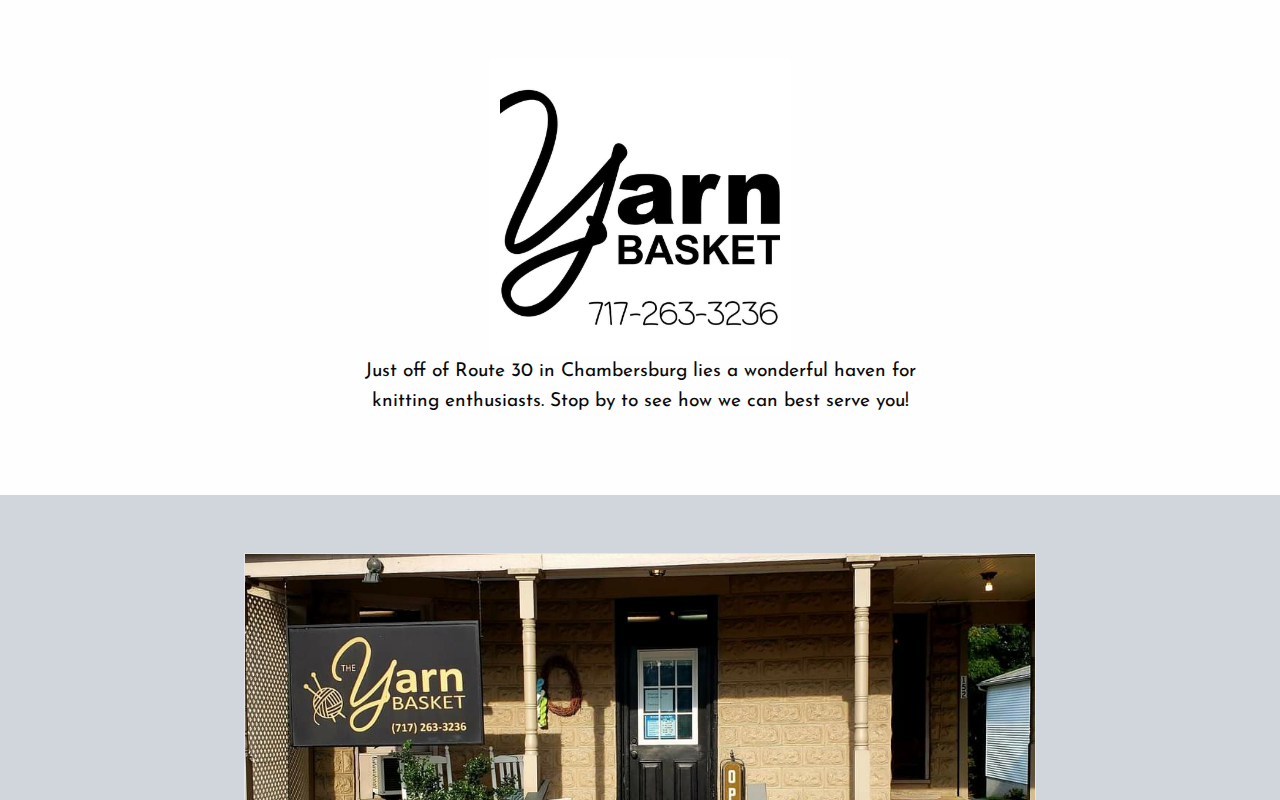 Yarn
BASKET
717-263-3236
Just off of Route 30 in Chambersburg lies a wonderful haven for
knitting enthusiasts. Stop by to see how we can best serve you!
THE
Yarn
BASKET
(717) 263-3236
OP